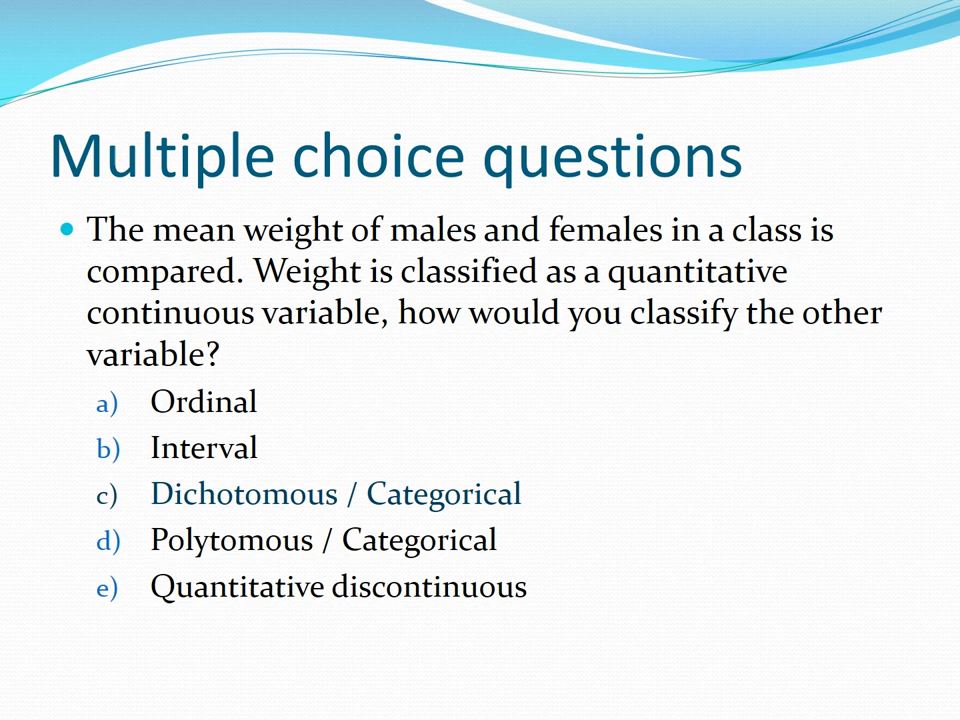 Multiple choice questions
• The mean weight of males and females in a class is
compared. Weight is classified as a quantitative
continuous variable, how would you classify the other
variable?
a) Ordinal
b) Interval
c) Dichotomous / Categorical
d) Polytomous / Categorical
e) Quantitative discontinuous